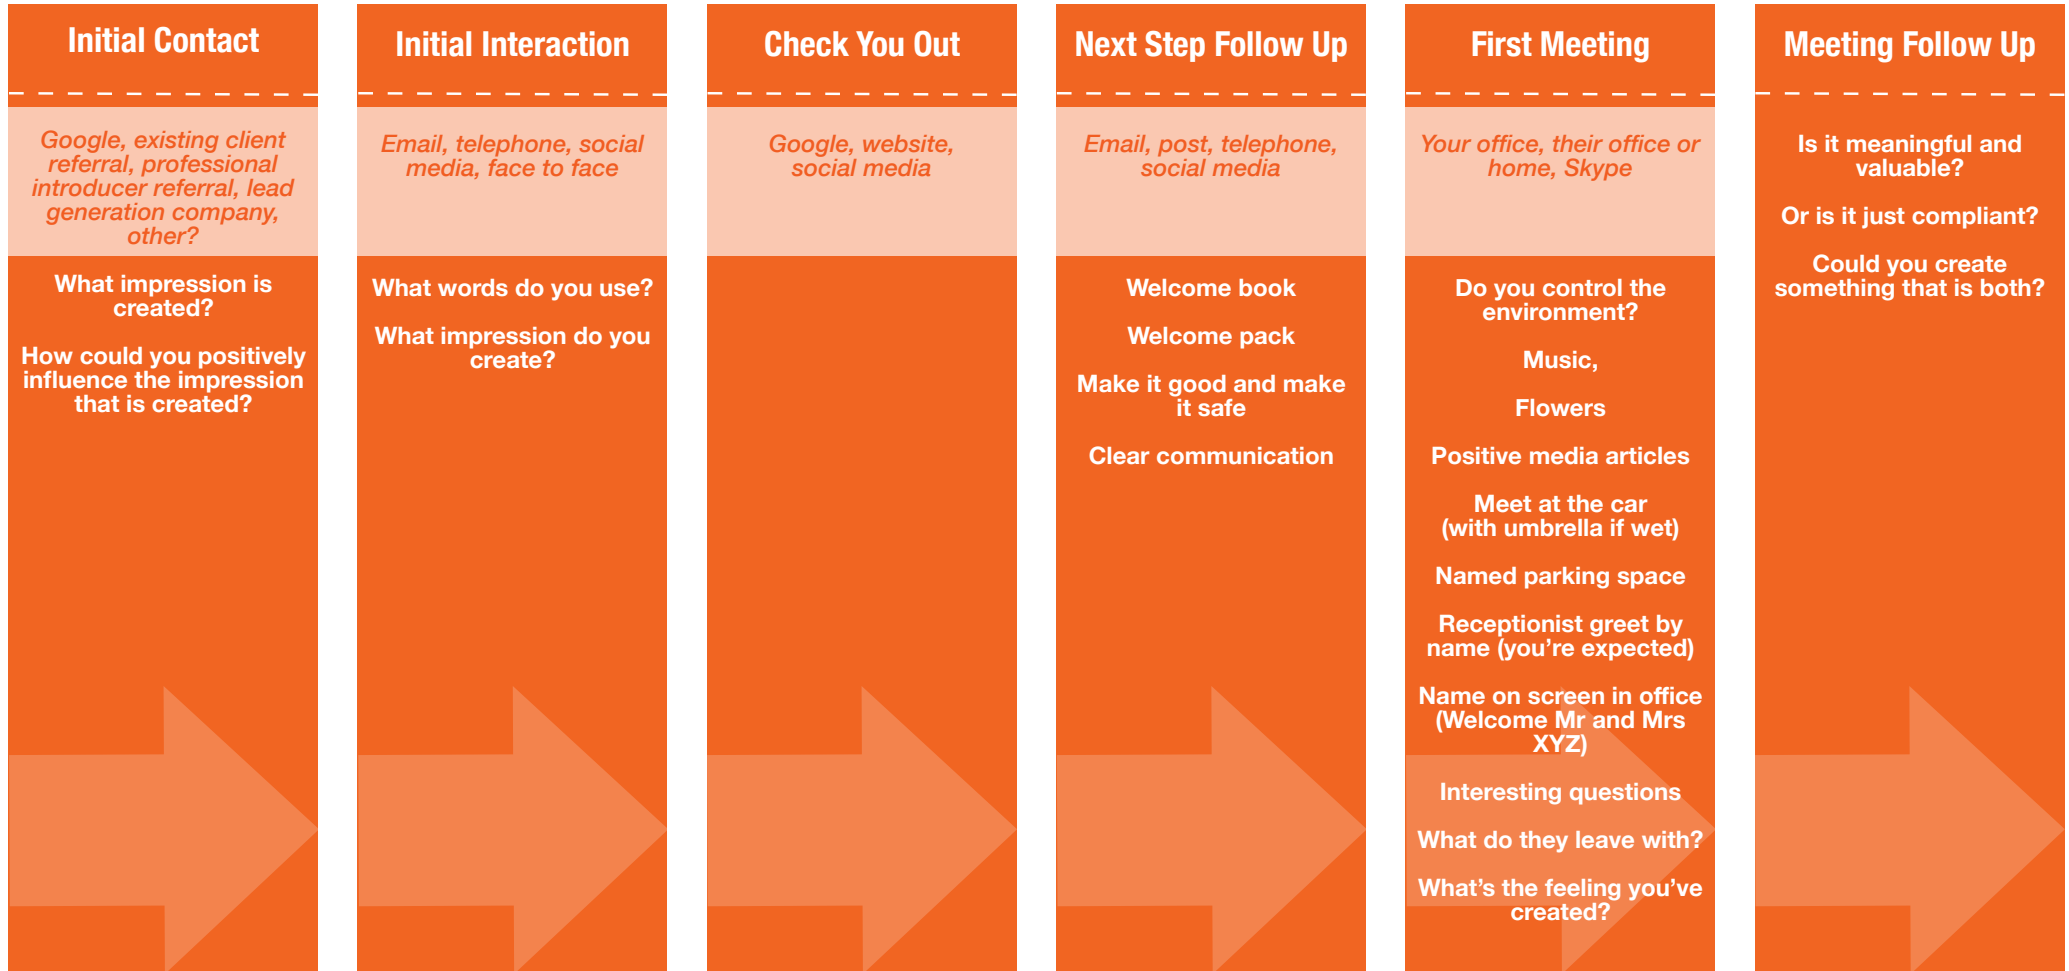 Initial Contact
Google, existing client
referral, professional
introducer referral, lead
generation company,
other?
What impression is
created?
How could you positively
influence the impression
that is created?
Initial Interaction
Email, telephone, social
media, face to face
What words do you use?
What impression do you
create?
Check You Out
Google, website,
social media
Next Step Follow Up
Email, post, telephone,
social media
Welcome book
Welcome pack
Make it good and make
it safe
Clear communication
First Meeting
Your office, their office or
home, Skype
Do you control the
environment?
Music,
Flowers
Positive media articles
Meet at the car
(with umbrella if wet)
Named parking space
Receptionist greet by
name (you’re expected)
Name on screen in office
(Welcome Mr and Mrs
XYZ)
Interesting questions
What do they leave with?
What’s the feeling you’ve
created?
Meeting Follow Up
Is it meaningful and
valuable?
Or is it just compliant?
Could you create
something that is both?